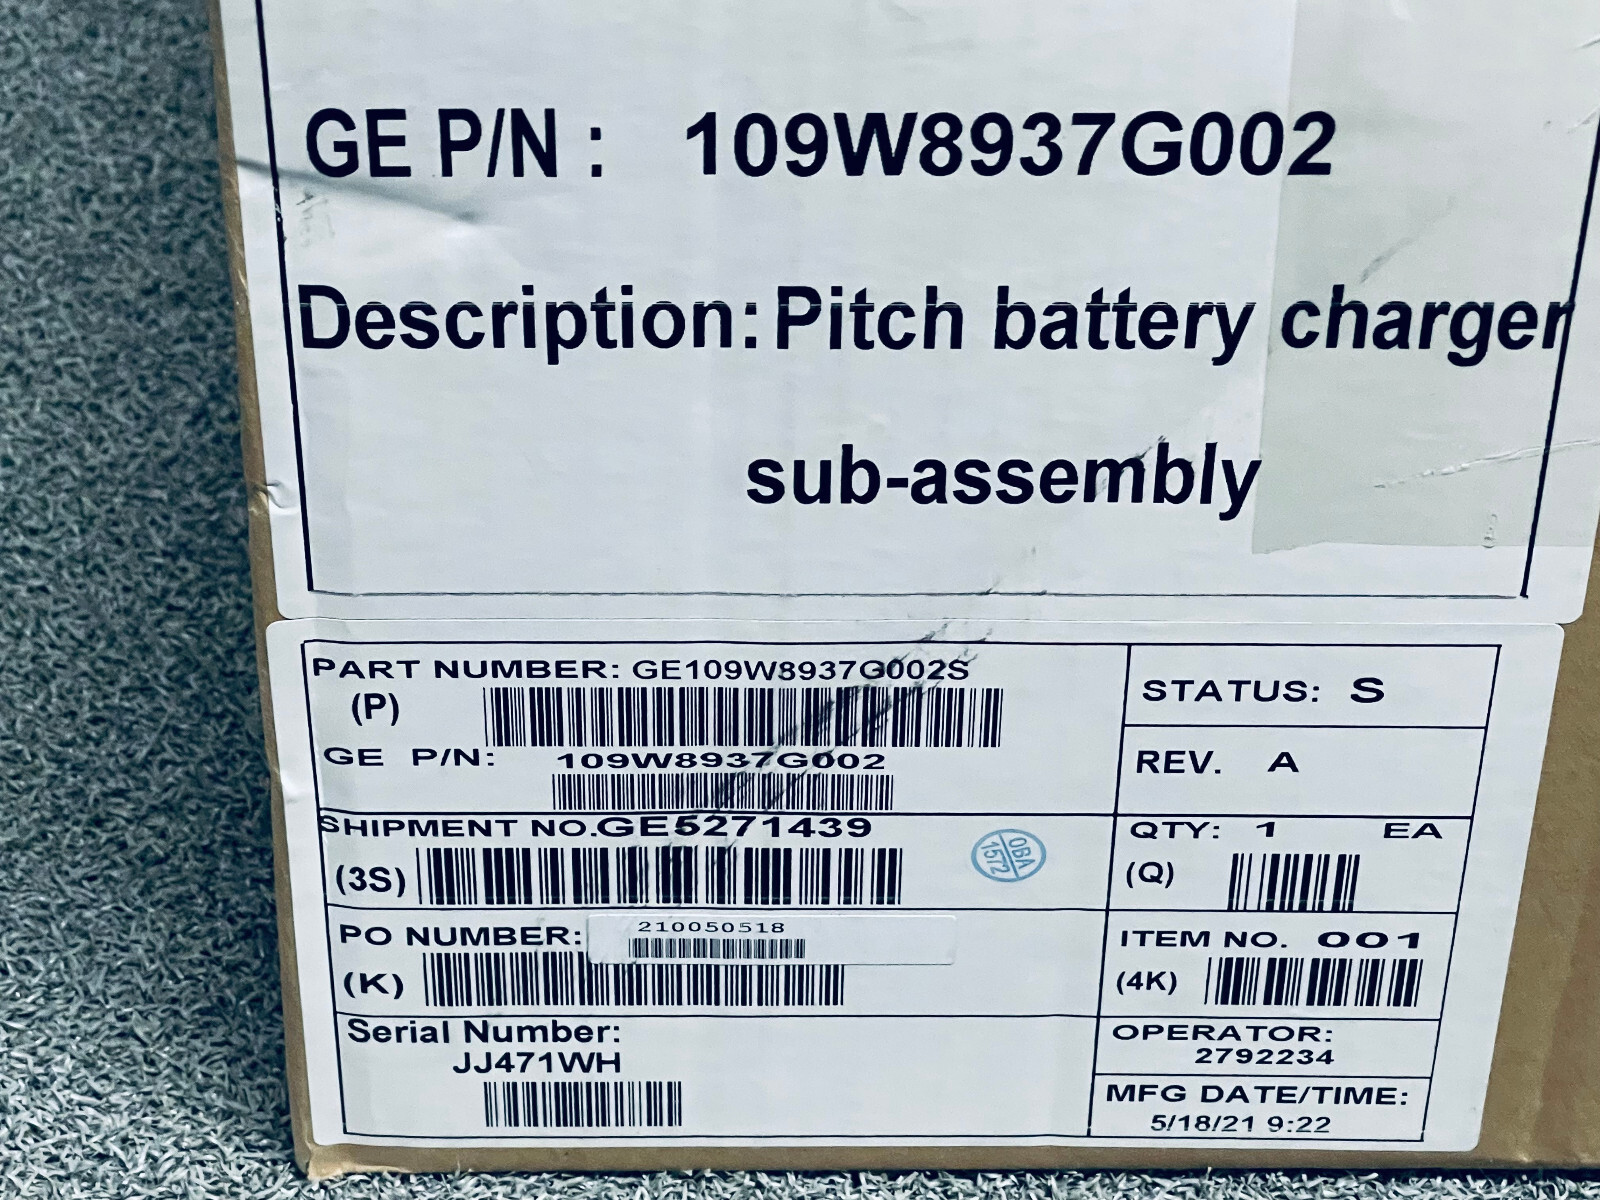 GE P/N : 109W8937G002
Description: Pitch battery charger
sub-assembly
PART NUMBER: GE109W8937G002S
(P)
GE P/N: 109W8937G002
SHIPMENT NO.GE5271439
(3S)
OBA
1572
PO NUMBER: 210050518
(K)
Serial Number:
JJ471WH
STATUS: S
REV. A
QTY: 1 EA
(Q)
ITEM NO. 001
(4K)
OPERATOR:
2792234
MFG DATE/TIME:
5/18/21 9:22